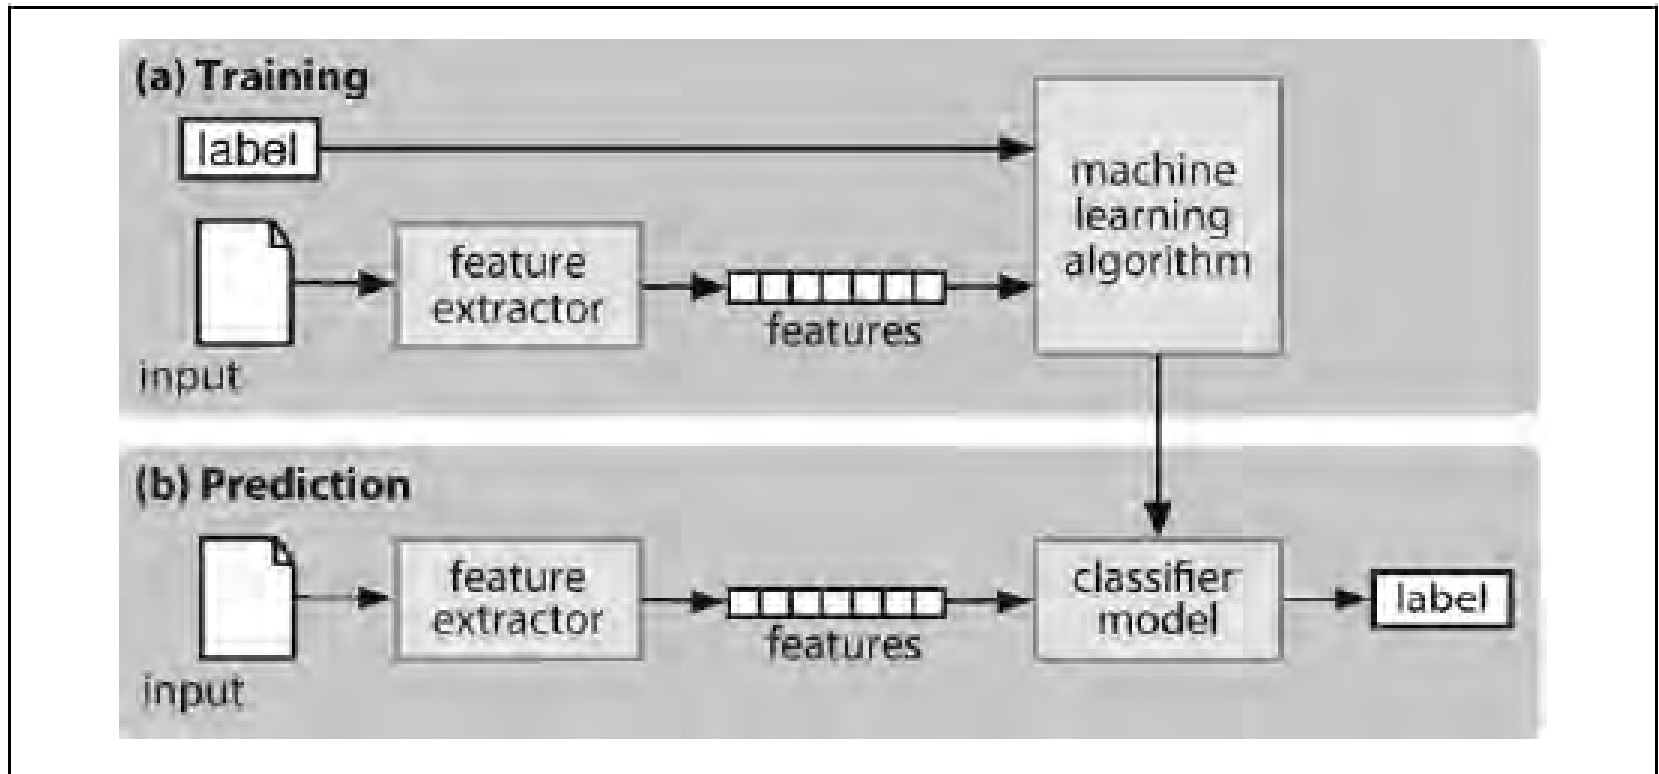 (a) Training
label
machine
learning
algorithm
feature
extractor
features
input
(b) Prediction
feature
extractor
features
classifier
model
label
input